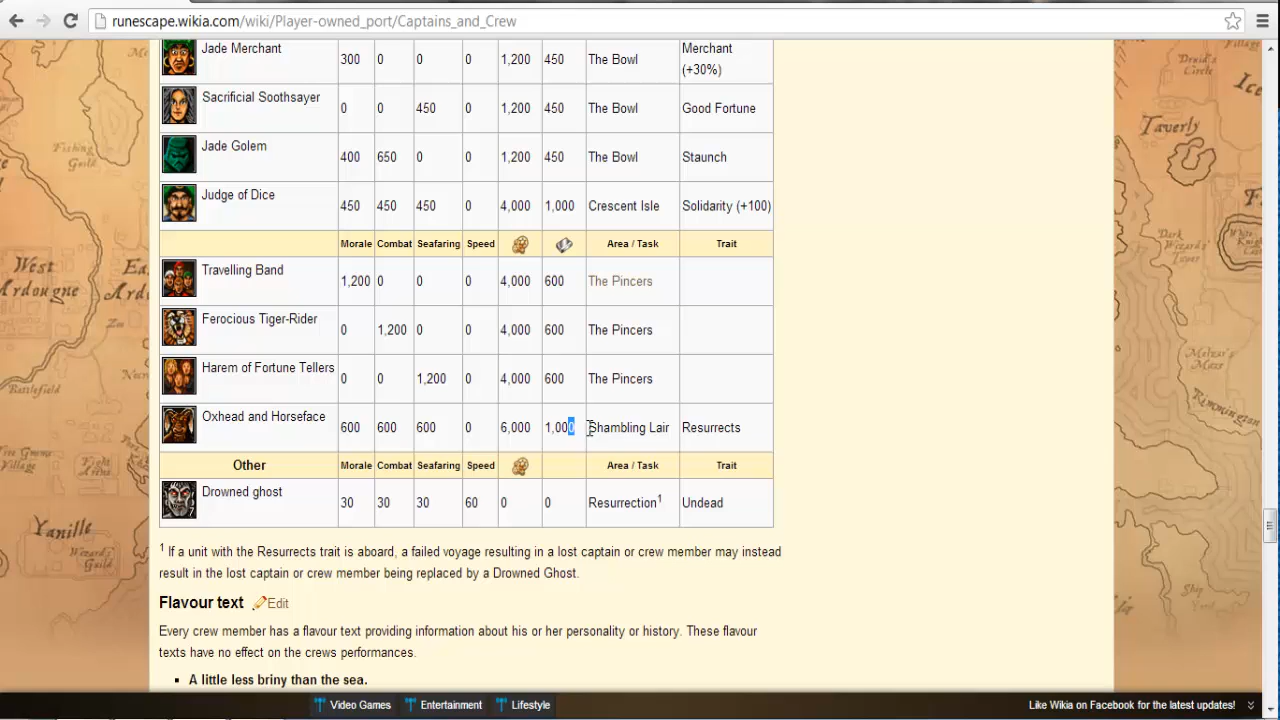 runescape.wikia.com/wiki/Player-owned_port/Captains_and_Crew
Jade Merchant 300 0 0 0 1,200 450 The Bowl Merchant
(+30%)
Sacrificial Soothsayer 0 0 450 0 1,200 450 The Bowl Good Fortune
Jade Golem 400 650 0 0 1,200 450 The Bowl Staunch
Judge of Dice 450 450 450 0 4,000 1,000 Crescent Isle Solidarity (+100)
Morale Combat Seafaring Speed Area / Task Trait
Travelling Band 1,200 0 0 0 4,000 600 The Pincers
Ferocious Tiger-Rider 0 1,200 0 0 4,000 600 The Pincers
Harem of Fortune Tellers 0 0 1,200 0 4,000 600 The Pincers
Oxhead and Horseface 600 600 600 0 6,000 1,000 Shambling Lair Resurrects
Other Morale Combat Seafaring Speed Area / Task Trait
Drowned ghost 30 30 30 60 0 0 Resurrection1 Undead
7
1 If a unit with the Resurrects trait is aboard, a failed voyage resulting in a lost captain or crew member may instead
result in the lost captain or crew member being replaced by a Drowned Ghost.
Flavour text Edit
Every crew member has a flavour text providing information about his or her personality or history. These flavour
texts have no effect on the crews performances.
A little less briny than the sea.
Video Games Entertainment Lifestyle Like Wikia on Facebook for the latest updates!
West
Ardougne
Fishing
Guild
Yanille
Taverly
Rimmington